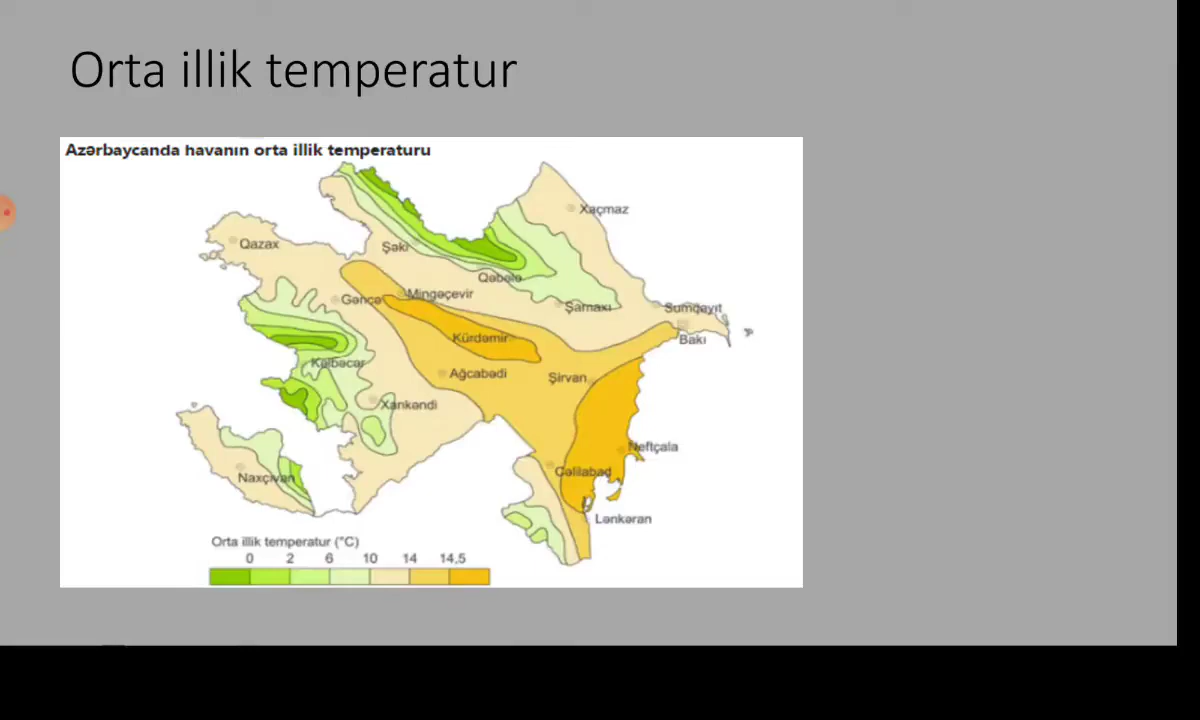 Orta illik temperatur
Azərbaycanda havanın orta illik temperaturu
Xaçmaz
Qazax
Şəki
Qəbələ
Mingəçevir
Gəncə
Şamaxı
Sumqayıt
Bakı
Kürdəmir
Kəlbəcər
Ağcabədi
Şirvan
Xankəndi
Neftçala
Cəlilabad
Naxçıvan
Lənkəran
Orta illik temperatur (°C)
0 2 6 10 14 14,5